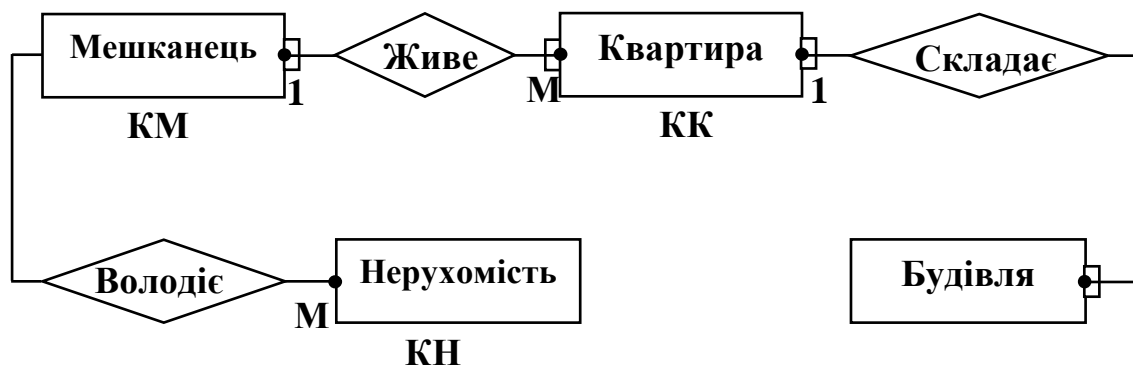 Мешканець
Живе
Квартира
Складає
1
М
1
КМ
КК
Володіє
Нерухомість
Будівля
М
КН